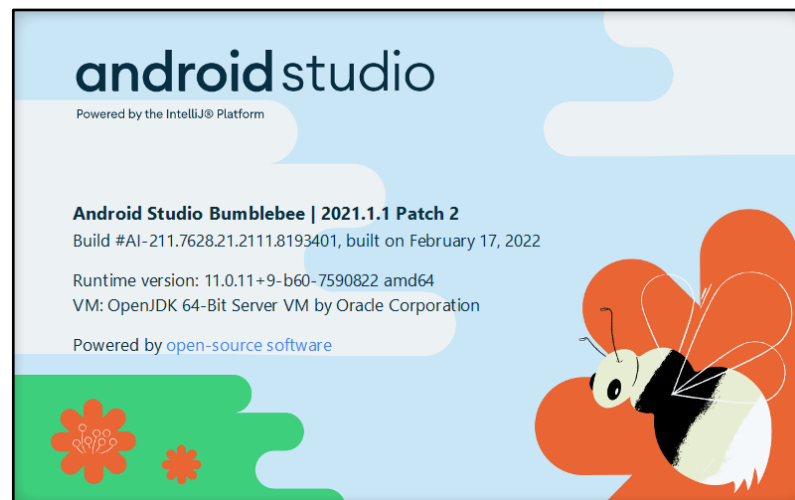 androidstudio
Powered by the IntelliJ® Platform
Android Studio Bumblebee | 2021.1.1 Patch 2
Build #AI-211.7628.21.2111.8193401, built on February 17, 2022
Runtime version: 11.0.11+9-b60-7590822 amd64
VM: OpenJDK 64-Bit Server VM by Oracle Corporation
Powered by open-source software